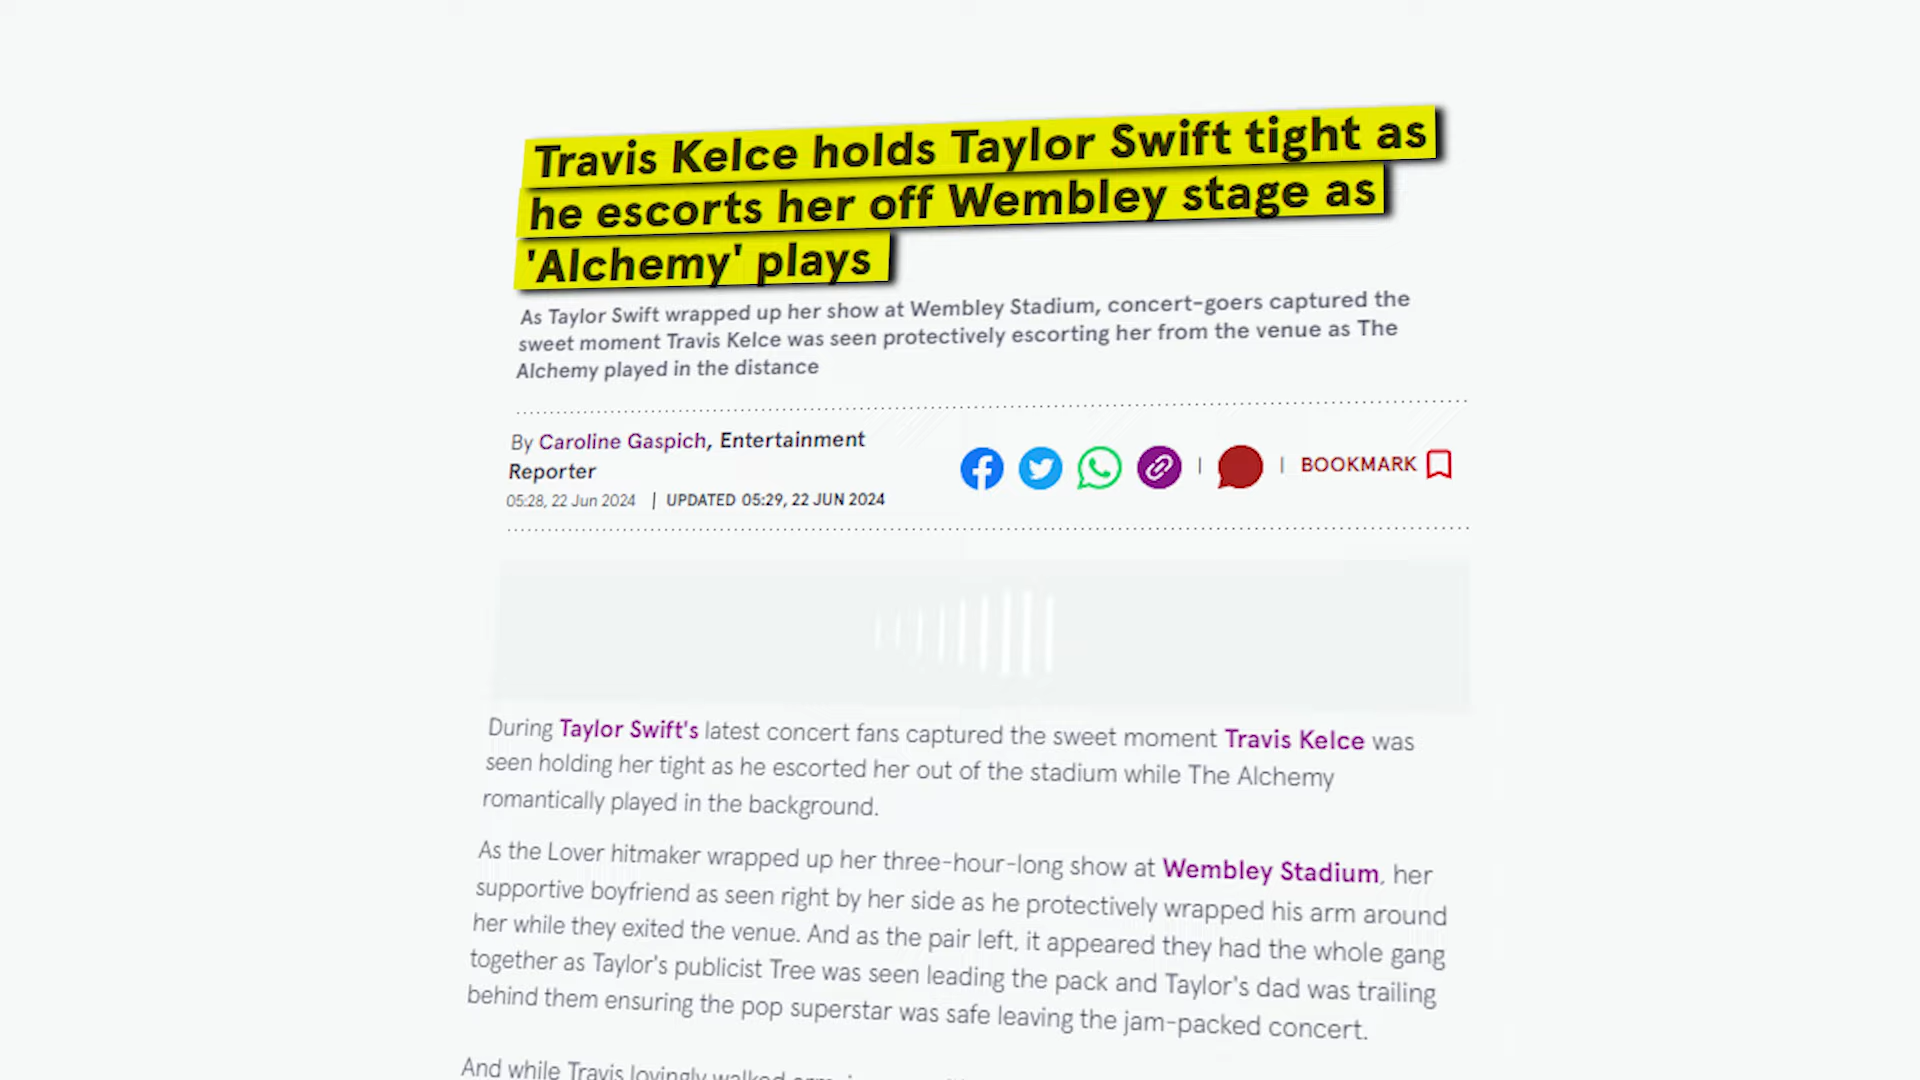 Travis Kelce holds Taylor Swift tight as
he escorts her off Wembley stage as
'Alchemy' plays
As Taylor Swift wrapped up her show at Wembley Stadium, concert-goers captured the
sweet moment Travis Kelce was seen protectively escorting her from the venue as The
Alchemy played in the distance
By Caroline Gaspich, Entertainment
Reporter
05:28, 22 Jun 2024 | UPDATED 05:29, 22 JUN 2024
| | BOOKMARK
During Taylor Swift's latest concert fans captured the sweet moment Travis Kelce was
seen holding her tight as he escorted her out of the stadium while The Alchemy
romantically played in the background.
As the Lover hitmaker wrapped up her three-hour-long show at Wembley Stadium, her
supportive boyfriend as seen right by her side as he protectively wrapped his arm around
her while they exited the venue. And as the pair left, it appeared they had the whole gang
together as Taylor's publicist Tree was seen leading the pack and Taylor's dad was trailing
behind them ensuring the pop superstar was safe leaving the jam-packed concert.
And while Travis lovingly walked